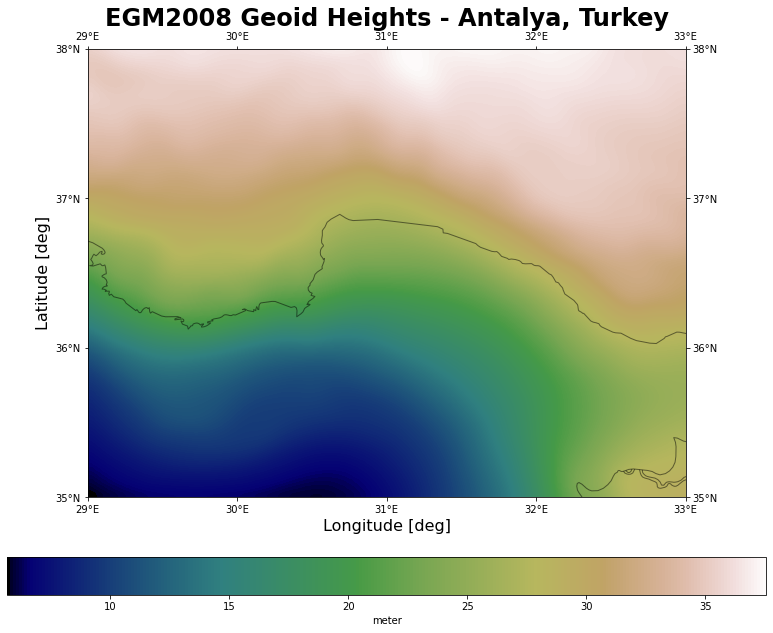 EGM2008 Geoid Heights - Antalya, Turkey
29°E 30°E 31°E 32°E 33°E
38°N 38°N
37°N 37°N
Latitude [deg]
36°N 36°N
35°N 35°N
29°E 30°E 31°E 32°E 33°E
Longitude [deg]
10 15 20 25 30 35
meter